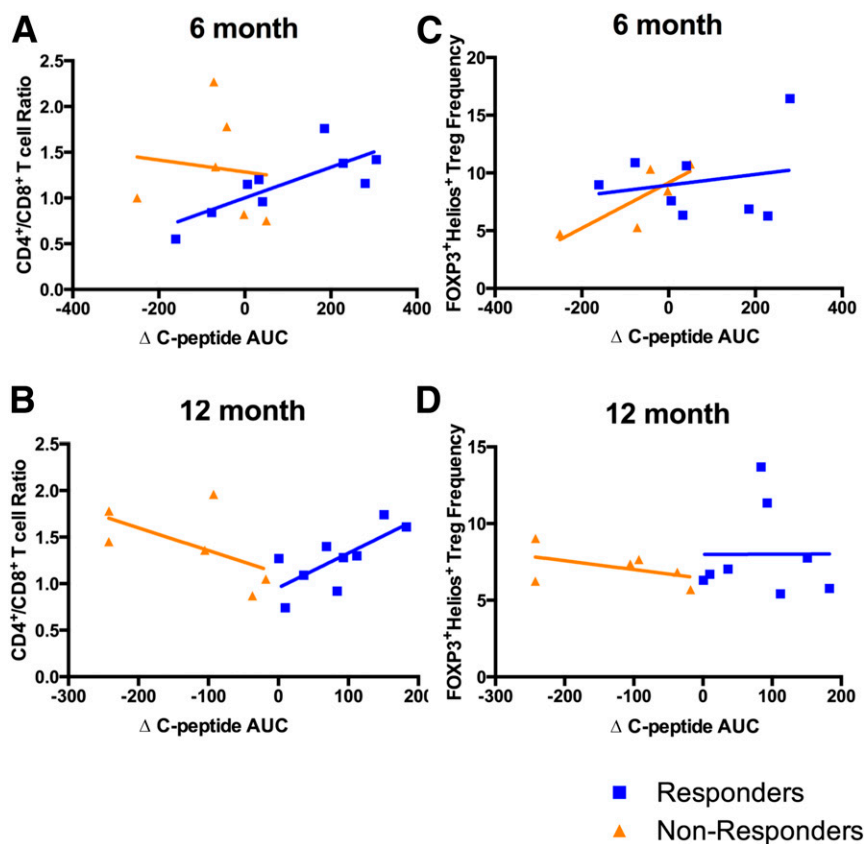 A
6 month
CD4+/CD8+ T cell Ratio
2.5
2.0
1.5
1.0
0.5
0.0
-400 -200 0 200 400
Δ C-peptide AUC
C
6 month
FOXP3+Helios+ Treg Frequency
20
15
10
5
0
-400 -200 0 200 400
Δ C-peptide AUC
B
12 month
CD4+/CD8+ T cell Ratio
2.5
2.0
1.5
1.0
0.5
0.0
-300 -200 -100 0 100 200
Δ C-peptide AUC
D
12 month
FOXP3+Helios+ Treg Frequency
15
10
5
0
-300 -200 -100 0 100 200
Δ C-peptide AUC
Responders
Non-Responders